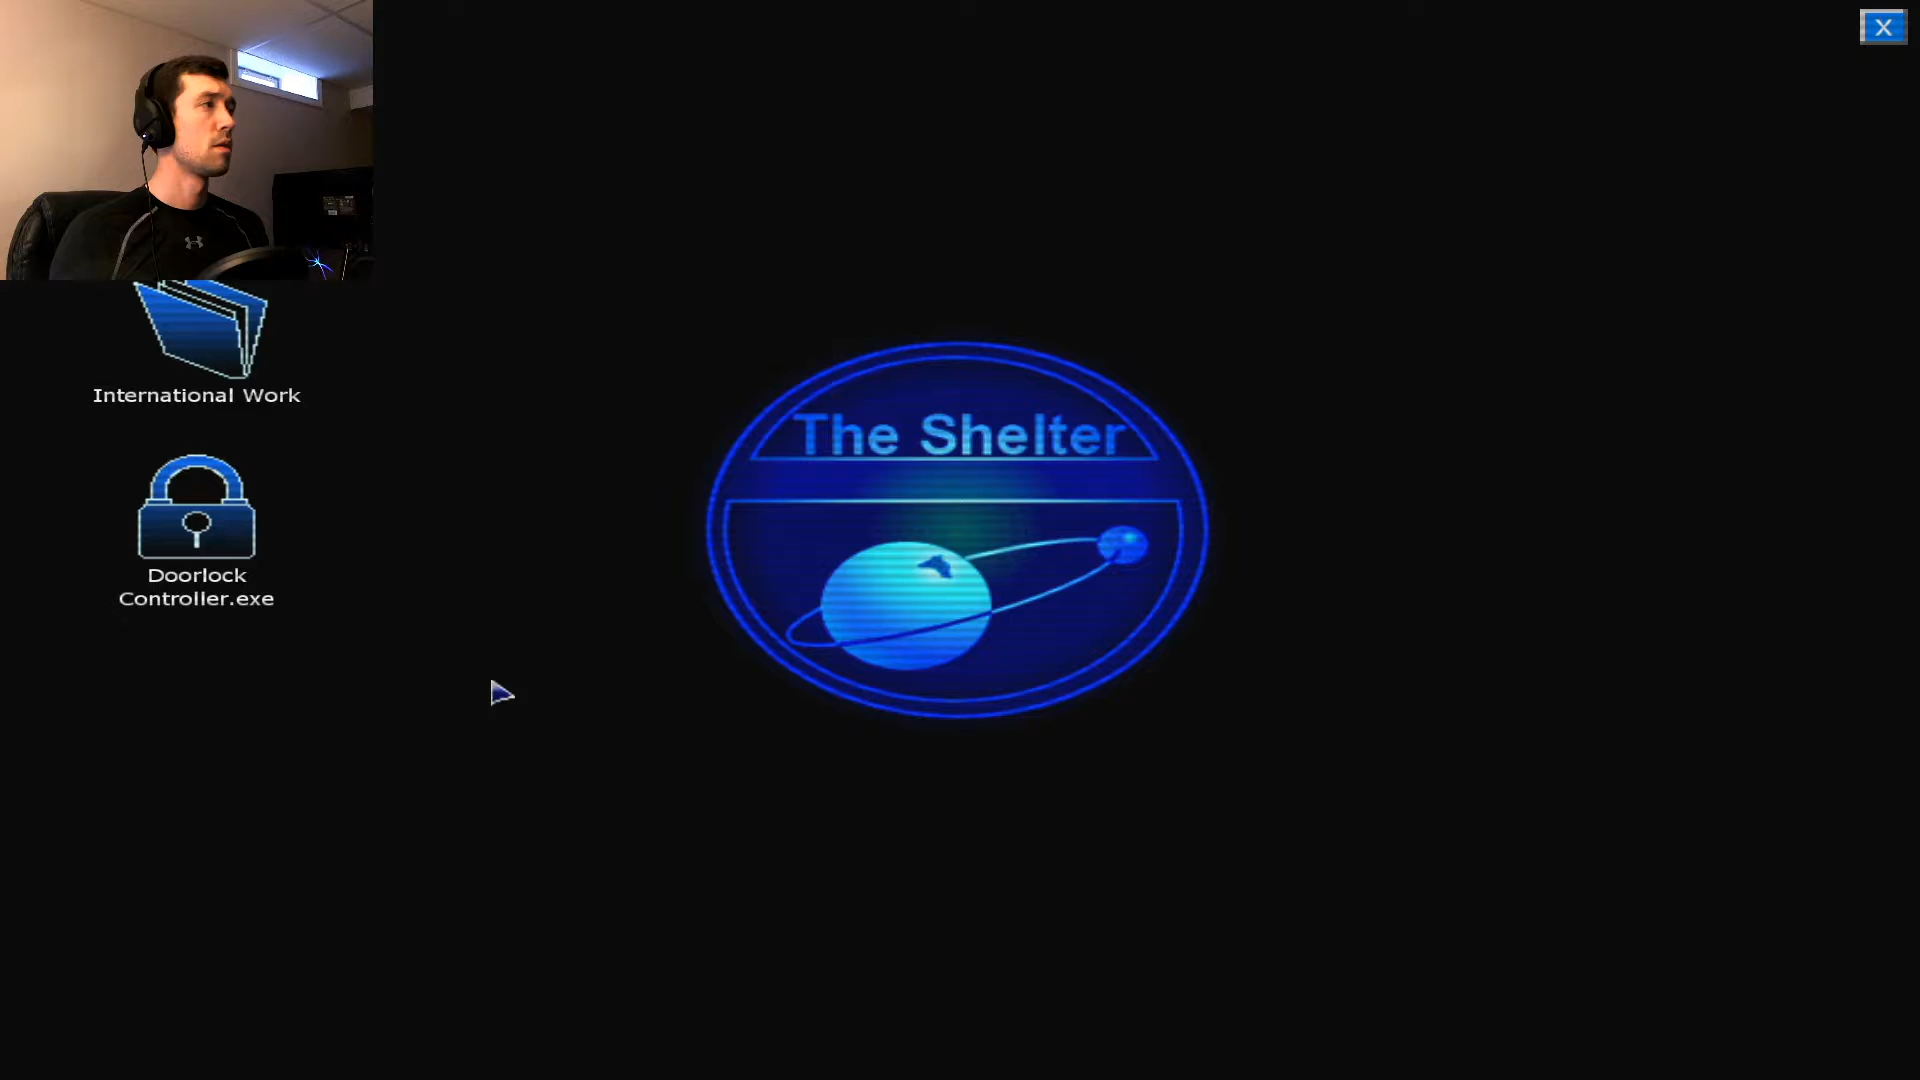 X
The Shelter
International Work
Doorlock
Controller.exe